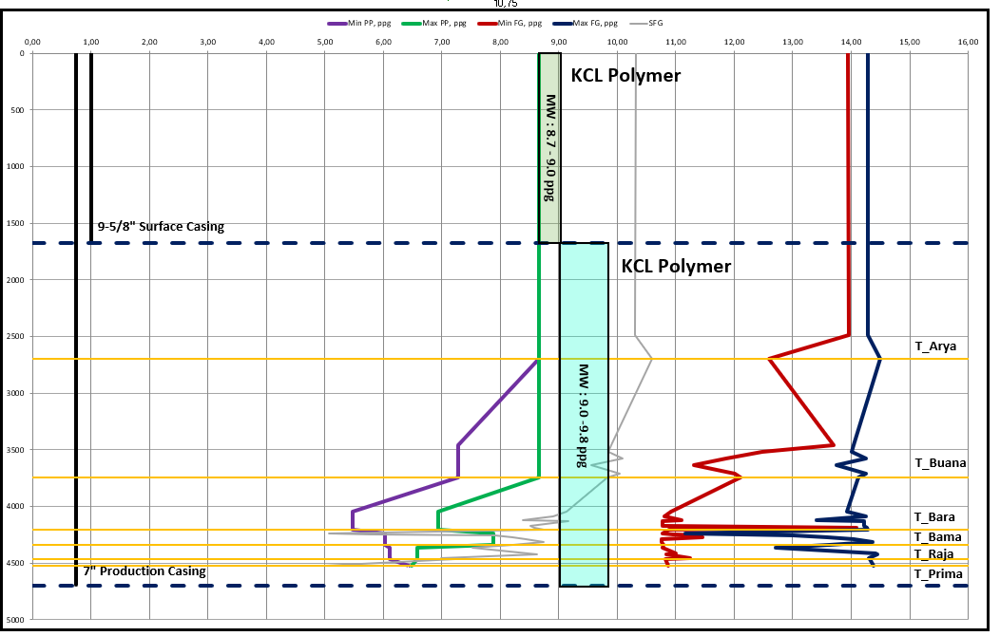 10,75
Min PP, ppg Max PP, ppg Min FG, ppg Max FG, ppg SFG
0,00 1,00 2,00 3,00 4,00 5,00 6,00 7,00 8,00 9,00 10,00 11,00 12,00 13,00 14,00 15,00 16,00
0
KCL Polymer
MW : 8.7 - 9.0 ppg
500
1000
1500
9-5/8" Surface Casing
KCL Polymer
2000
2500
T_Arya
MW : 9.0 -9.8 ppg
3000
3500
T_Buana
4000
T_Bara
T_Bama
T_Raja
4500
7" Production Casing
T_Prima
5000